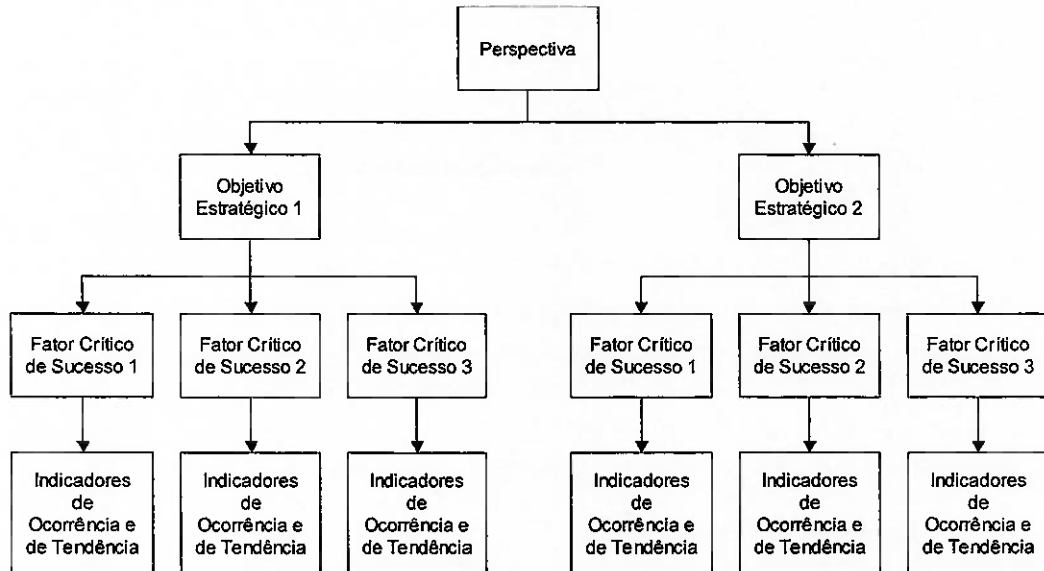 Perspectiva
Objetivo
Estratégico 1
Objetivo
Estratégico 2
Fator Crítico
de Sucesso 1
Fator Crítico
de Sucesso 2
Fator Crítico
de Sucesso 3
Fator Crítico
de Sucesso 1
Fator Crítico
de Sucesso 2
Fator Crítico
de Sucesso 3
Indicadores
de
Ocorrência e
de Tendência
Indicadores
de
Ocorrência e
de Tendência
Indicadores
de
Ocorrência e
de Tendência
Indicadores
de
Ocorrência e
de Tendência
Indicadores
de
Ocorrência e
de Tendência
Indicadores
de
Ocorrência e
de Tendência